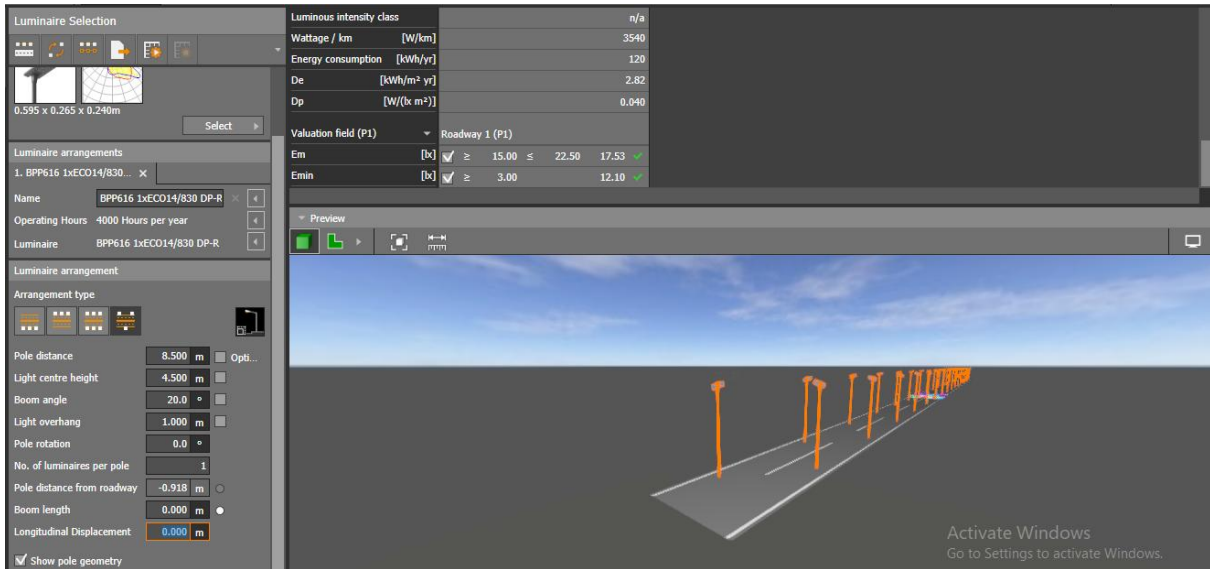 Luminaire Selection
0.595 x 0.265 x 0.240m
Select
Luminaire arrangements
1. BPP616 1xECO14/830... ×
Name BPP616 1xECO14/830 DP-R ×
Operating Hours 4000 Hours per year
Luminaire BPP616 1xECO14/830 DP-R
Luminaire arrangement
Arrangement type
Pole distance 8.500 m Opti...
Light centre height 4.500 m
Boom angle 20.0 °
Light overhang 1.000 m
Pole rotation 0.0 °
No. of luminaires per pole 1
Pole distance from roadway -0.918 m
Boom length 0.000 m
Longitudinal Displacement 0.000 m
Show pole geometry
Luminous intensity class n/a
Wattage / km [W/km] 3540
Energy consumption [kWh/yr] 120
De [kWh/m² yr] 2.82
Dp [W/(lx m²)] 0.040
Valuation field (P1) Roadway 1 (P1)
Em [lx] ≥ 15.00 ≤ 22.50 17.53
Emin [lx] ≥ 3.00 12.10
Preview
Activate Windows
Go to Settings to activate Windows.